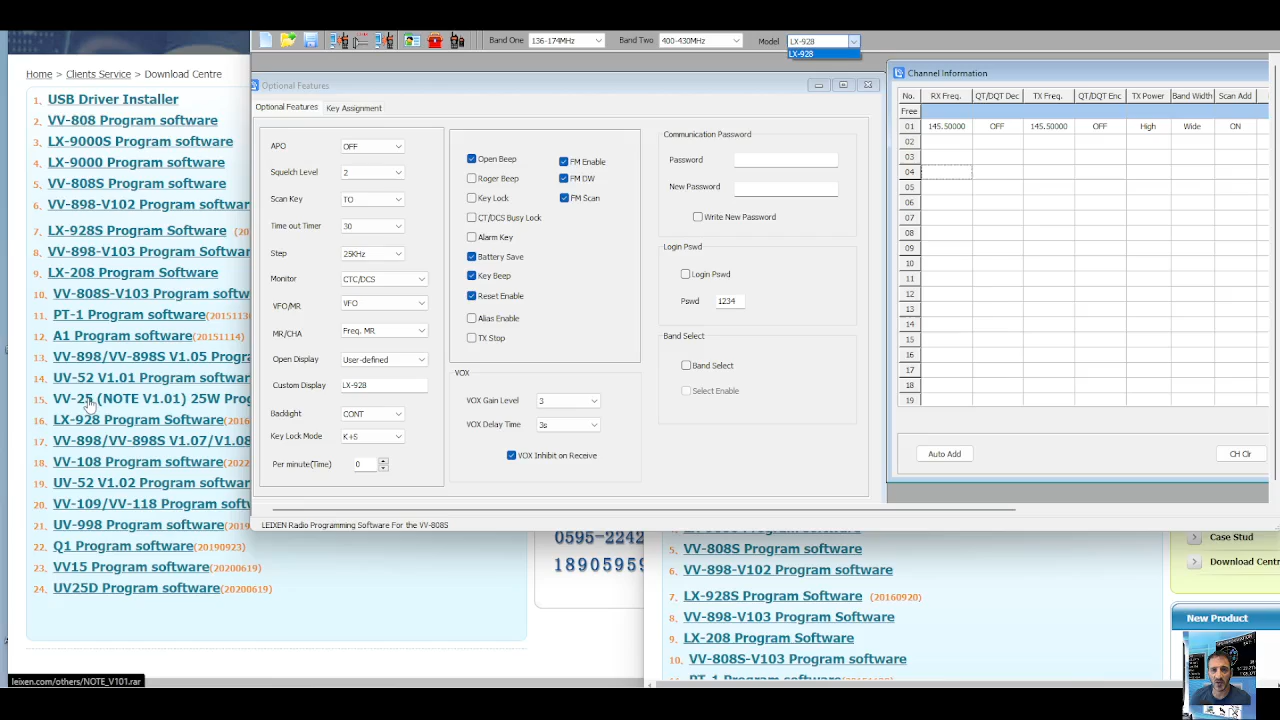 Home > Clients Service > Download Centre
1. USB Driver Installer
2. VV-808 Program software
3. LX-9000S Program software
4. LX-9000 Program software
5. VV-808S Program software
6. VV-898-V102 Program softwar
7. LX-928S Program Software (20
8. VV-898-V103 Program softwar
9. LX-208 Program Software
10. VV-808S-V103 Program softw
11. PT-1 Program software(2015113
12. A1 Program software(20151114)
13. VV-898/VV-898S V1.05 Progra
14. UV-52 V1.01 Program softwar
15. VV-25 (NOTE V1.01) 25W Prog
16. LX-928 Program Software(2016
17. VV-898/VV-898S V1.07/V1.08
18. VV-108 Program software(2022
19. UV-52 V1.02 Program softwar
20. VV-109/VV-118 Program softw
21. UV-998 Program software(2019
22. Q1 Program software(20190923)
23. VV15 Program software(20200619)
24. UV25D Program software(20200619)
leixen.com/others/NOTE_V101.rar
Band One 136-174MHz Band Two 400-430MHz Model LX-928
LX-928
Optional Features
Optional Features Key Assignment
APO OFF
Squelch Level 2
Scan Key TO
Time out Timer 30
Step 25KHz
Monitor CTC/DCS
VFO/MR VFO
MR/CHA Freq. MR
Open Display User-defined
Custom Display LX-928
Backlight CONT
Key Lock Mode K+S
Per minute(Time) 0
Open Beep
Roger Beep
Key Lock
CT/DCS Busy Lock
Alarm Key
Battery Save
Key Beep
Reset Enable
Alias Enable
TX Stop
FM Enable
FM DW
FM Scan
VOX
VOX Gain Level 3
VOX Delay Time 3s
VOX Inhibit on Receive
Communication Password
Password
New Password
Write New Password
Login Pswd
Login Pswd
Pswd 1234
Band Select
Band Select
Select Enable
LEIXEN Radio Programming Software For the VV-808S
Channel Information
No. RX Freq. QT/DQT Dec TX Freq. QT/DQT Enc TX Power Band Width Scan Add
Free
01 145.50000 OFF 145.50000 OFF High Wide ON
02
03
04
05
06
07
08
09
10
11
12
13
14
15
16
17
18
19
Auto Add CH Clr
0595-2242
18905959
5. VV-808S Program software
6. VV-898-V102 Program software
7. LX-928S Program Software (20160920)
8. VV-898-V103 Program Software
9. LX-208 Program Software
10. VV-808S-V103 Program software
Case Stud
Download Centr
New Product